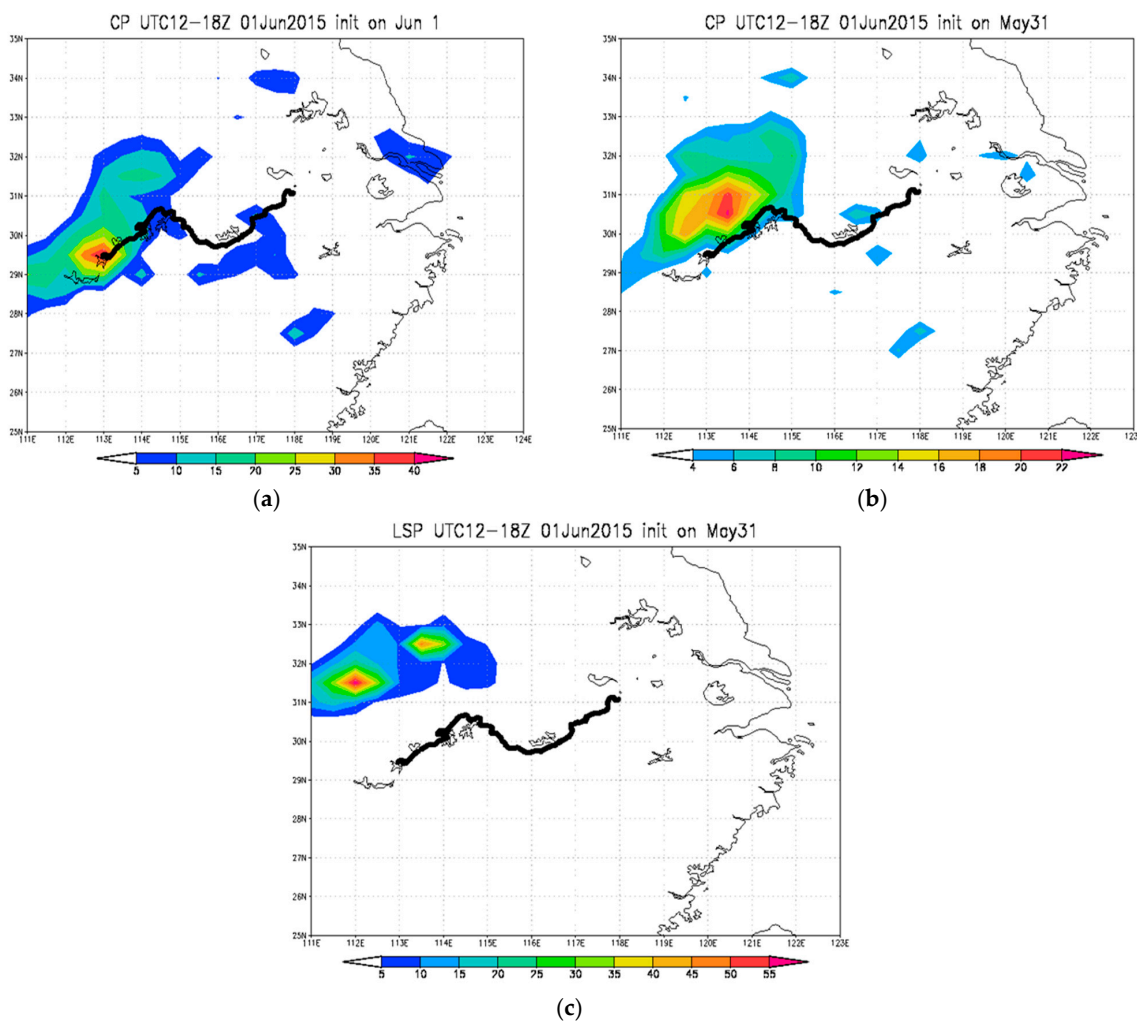 CP UTC12-18Z 01Jun2015 init on Jun 1
35N
34N
33N
32N
31N
30N
29N
28N
27N
26N
25N
111E 112E 113E 114E 115E 116E 117E 118E 119E 120E 121E 122E 123E 124E
5 10 15 20 25 30 35 40
(a)
CP UTC12-18Z 01Jun2015 init on May31
35N
34N
33N
32N
31N
30N
29N
28N
27N
26N
25N
111E 112E 113E 114E 115E 116E 117E 118E 119E 120E 121E 122E 123E
4 6 8 10 12 14 16 18 20 22
(b)
LSP UTC12-18Z 01Jun2015 init on May31
35N
34N
33N
32N
31N
30N
29N
28N
27N
26N
25N
111E 112E 113E 114E 115E 116E 117E 118E 119E 120E 121E 122E 123E
5 10 15 20 25 30 35 40 45 50 55
(c)